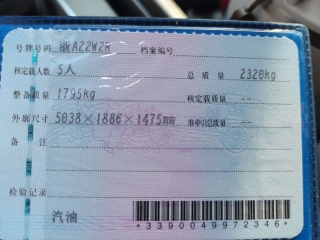 号牌号码 浙A22W2R 档案编号
核定载人数 5人 总质量 2320kg
整备质量 1795kg 核定载质量 --
外廓尺寸 5038×1886×1475mm 准牵引总质量 --
备注
检验记录
汽油
*3390049972346*